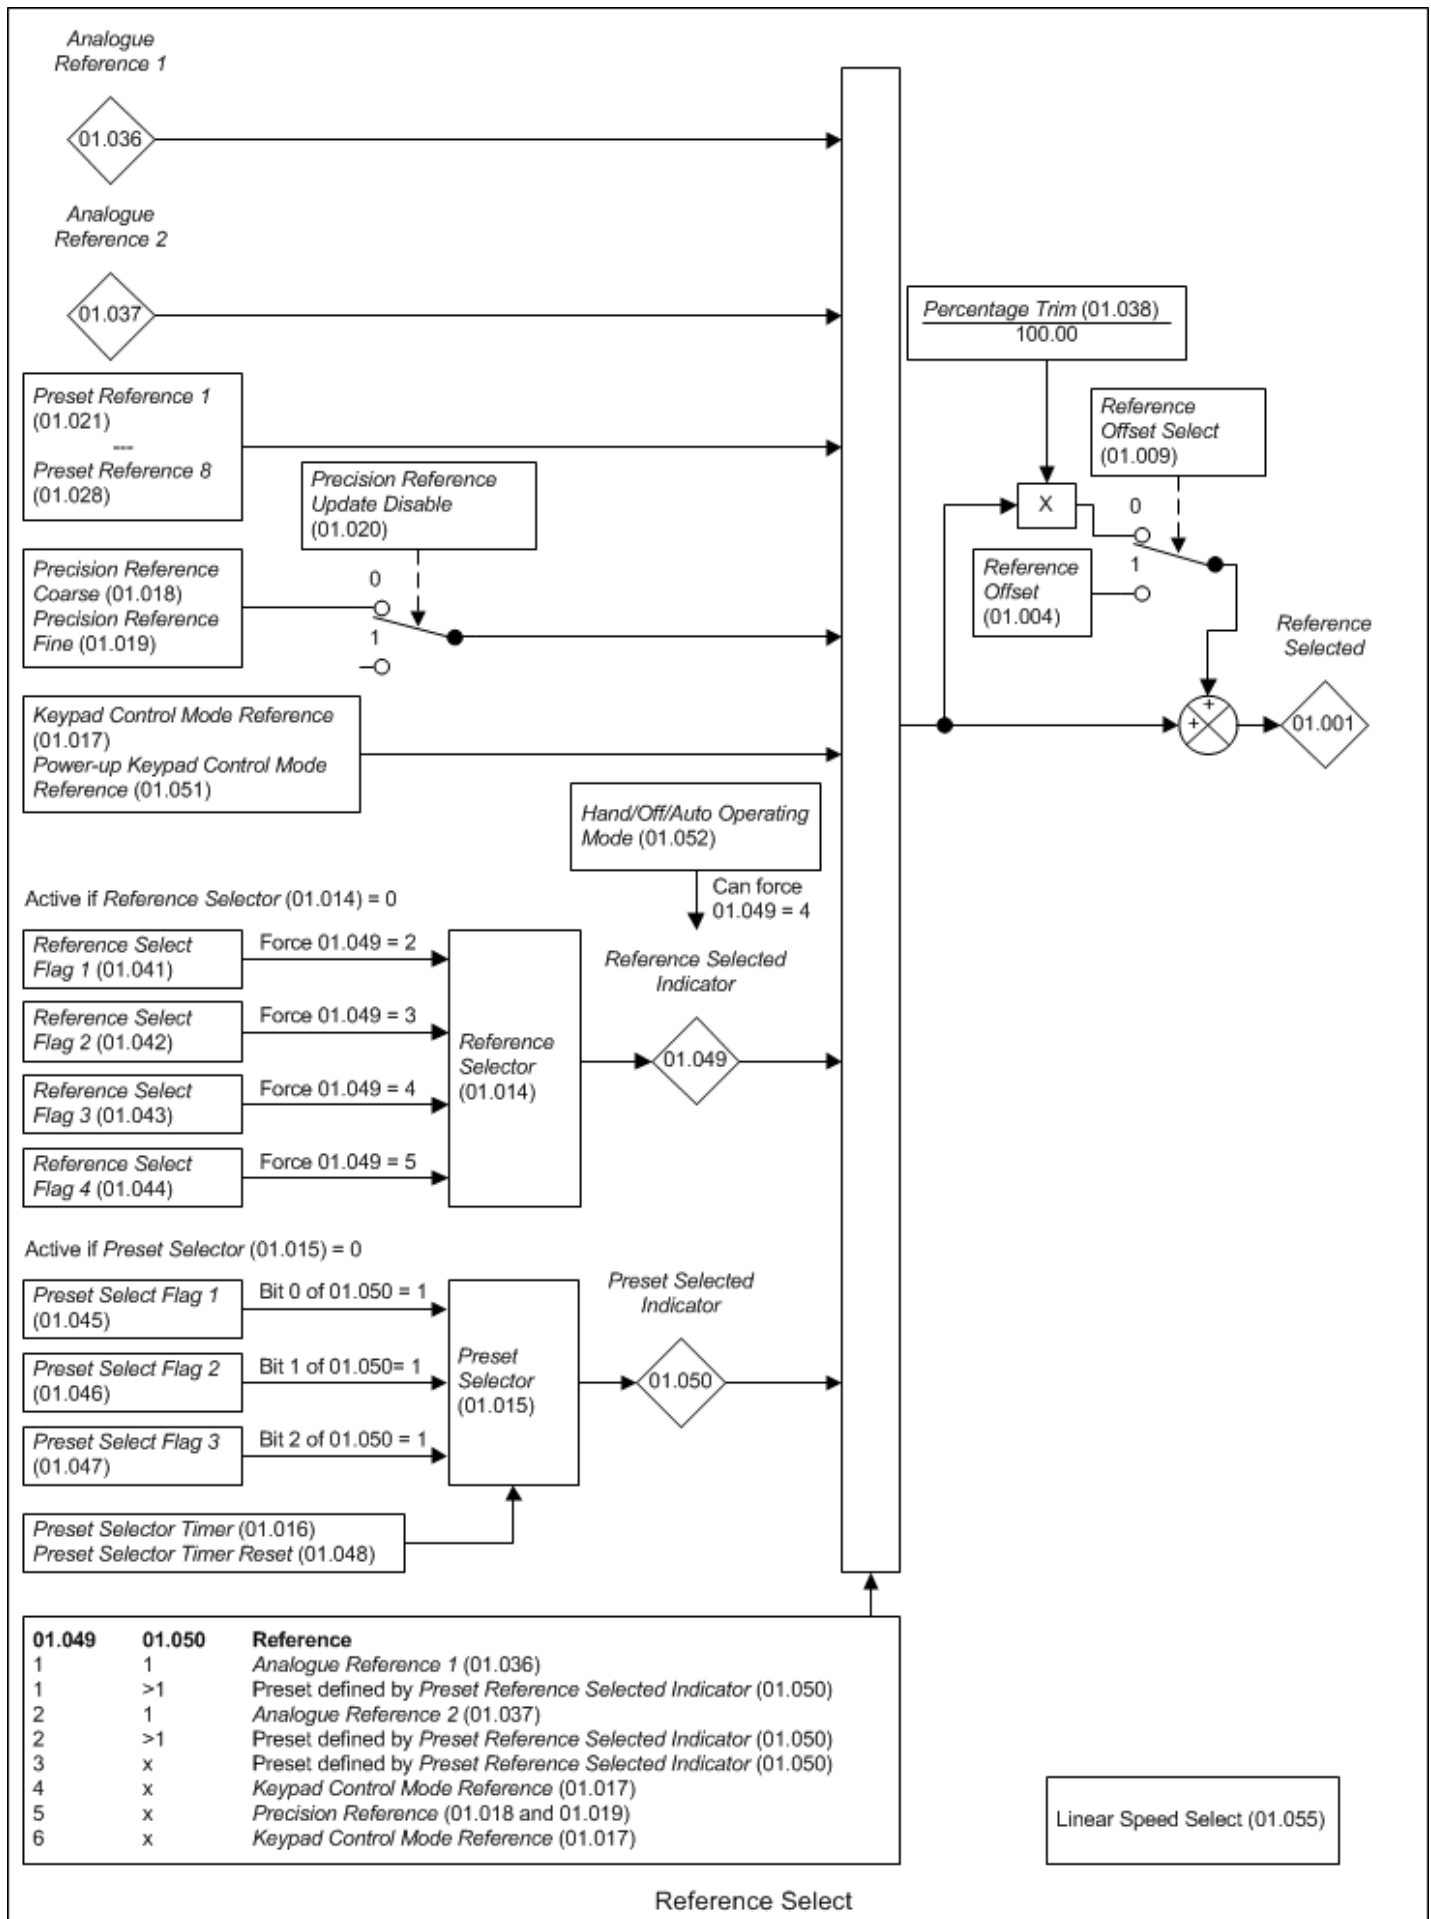 Analogue
Reference 1
01.036
Analogue
Reference 2
01.037
Preset Reference 1
(01.021)
---
Preset Reference 8
(01.028)
Precision Reference
Update Disable
(01.020)
Precision Reference
Coarse (01.018)
Precision Reference
Fine (01.019)
0
1
Keypad Control Mode Reference
(01.017)
Power-up Keypad Control Mode
Reference (01.051)
Percentage Trim (01.038)
100.00
Reference
Offset Select
(01.009)
X
0
1
Reference
Offset
(01.004)
Reference
Selected
+
+
01.001
Hand/Off/Auto Operating
Mode (01.052)
Can force
01.049 = 4
Active if Reference Selector (01.014) = 0
Reference Select
Flag 1 (01.041)
Force 01.049 = 2
Reference Select
Flag 2 (01.042)
Force 01.049 = 3
Reference Select
Flag 3 (01.043)
Force 01.049 = 4
Reference Select
Flag 4 (01.044)
Force 01.049 = 5
Reference
Selector
(01.014)
Reference Selected
Indicator
01.049
Active if Preset Selector (01.015) = 0
Preset Select Flag 1
(01.045)
Bit 0 of 01.050 = 1
Preset Select Flag 2
(01.046)
Bit 1 of 01.050= 1
Preset Select Flag 3
(01.047)
Bit 2 of 01.050 = 1
Preset
Selector
(01.015)
Preset Selected
Indicator
01.050
Preset Selector Timer (01.016)
Preset Selector Timer Reset (01.048)
01.049 01.050 Reference
1 1 Analogue Reference 1 (01.036)
1 >1 Preset defined by Preset Reference Selected Indicator (01.050)
2 1 Analogue Reference 2 (01.037)
2 >1 Preset defined by Preset Reference Selected Indicator (01.050)
3 x Preset defined by Preset Reference Selected Indicator (01.050)
4 x Keypad Control Mode Reference (01.017)
5 x Precision Reference (01.018 and 01.019)
6 x Keypad Control Mode Reference (01.017)
Linear Speed Select (01.055)
Reference Select